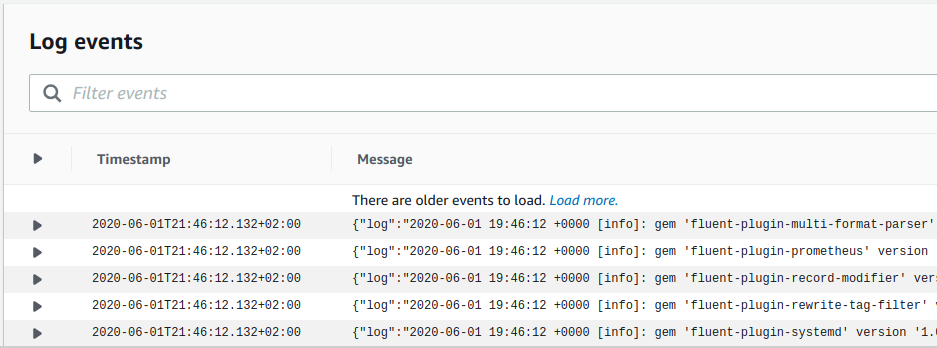 Log events
Filter events
Timestamp Message
There are older events to load. Load more.
2020-06-01T21:46:12.132+02:00 {"log":"2020-06-01 19:46:12 +0000 [info]: gem 'fluent-plugin-multi-format-parser'
2020-06-01T21:46:12.132+02:00 {"log":"2020-06-01 19:46:12 +0000 [info]: gem 'fluent-plugin-prometheus' version
2020-06-01T21:46:12.132+02:00 {"log":"2020-06-01 19:46:12 +0000 [info]: gem 'fluent-plugin-record-modifier' vers
2020-06-01T21:46:12.132+02:00 {"log":"2020-06-01 19:46:12 +0000 [info]: gem 'fluent-plugin-rewrite-tag-filter' v
2020-06-01T21:46:12.132+02:00 {"log":"2020-06-01 19:46:12 +0000 [info]: gem 'fluent-plugin-systemd' version '1.0